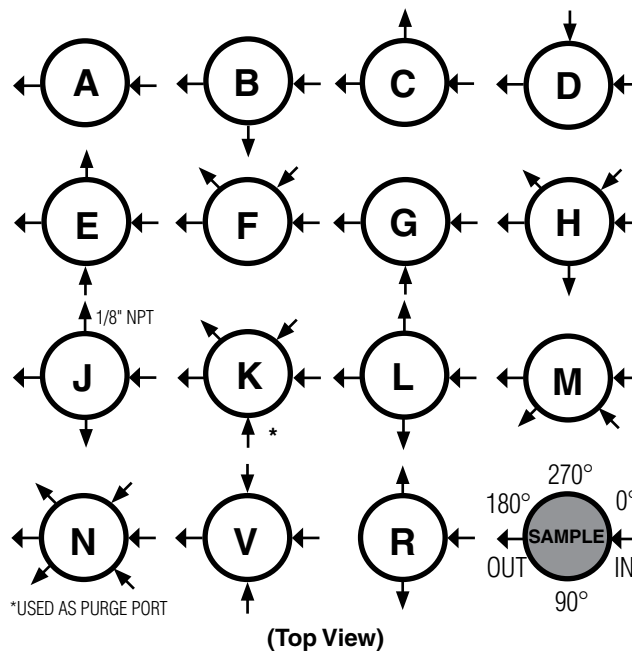 A B C D
E F G H
1/8" NPT
J K L M
*
270°
180° 0°
N V R SAMPLE
OUT IN
*USED AS PURGE PORT 90°
(Top View)